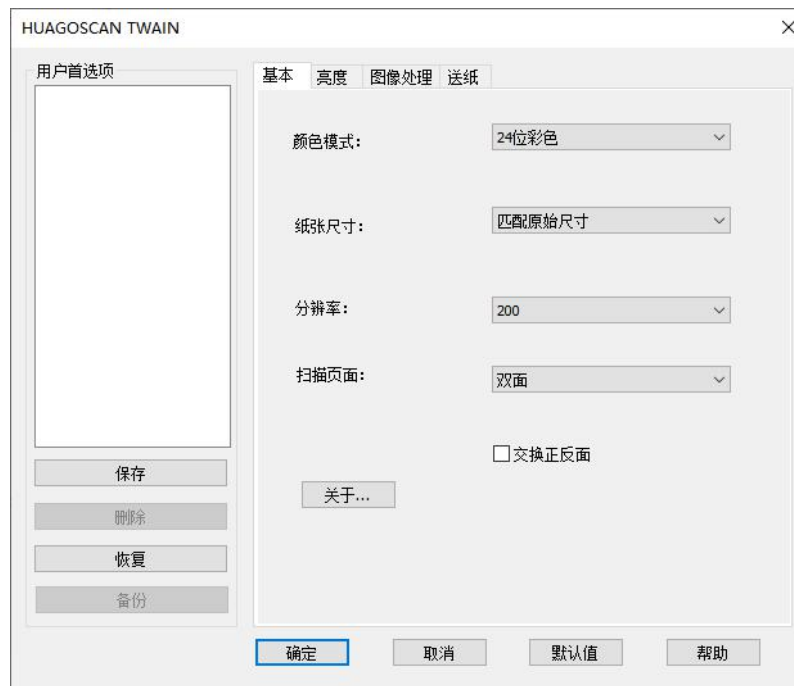 HUAGOSCAN TWAIN
用户首选项
保存
删除
恢复
备份
基本 亮度 图像处理 送纸
颜色模式: 24位彩色
纸张尺寸: 匹配原始尺寸
分辨率: 200
扫描页面: 双面
交换正反面
关于...
确定 取消 默认值 帮助